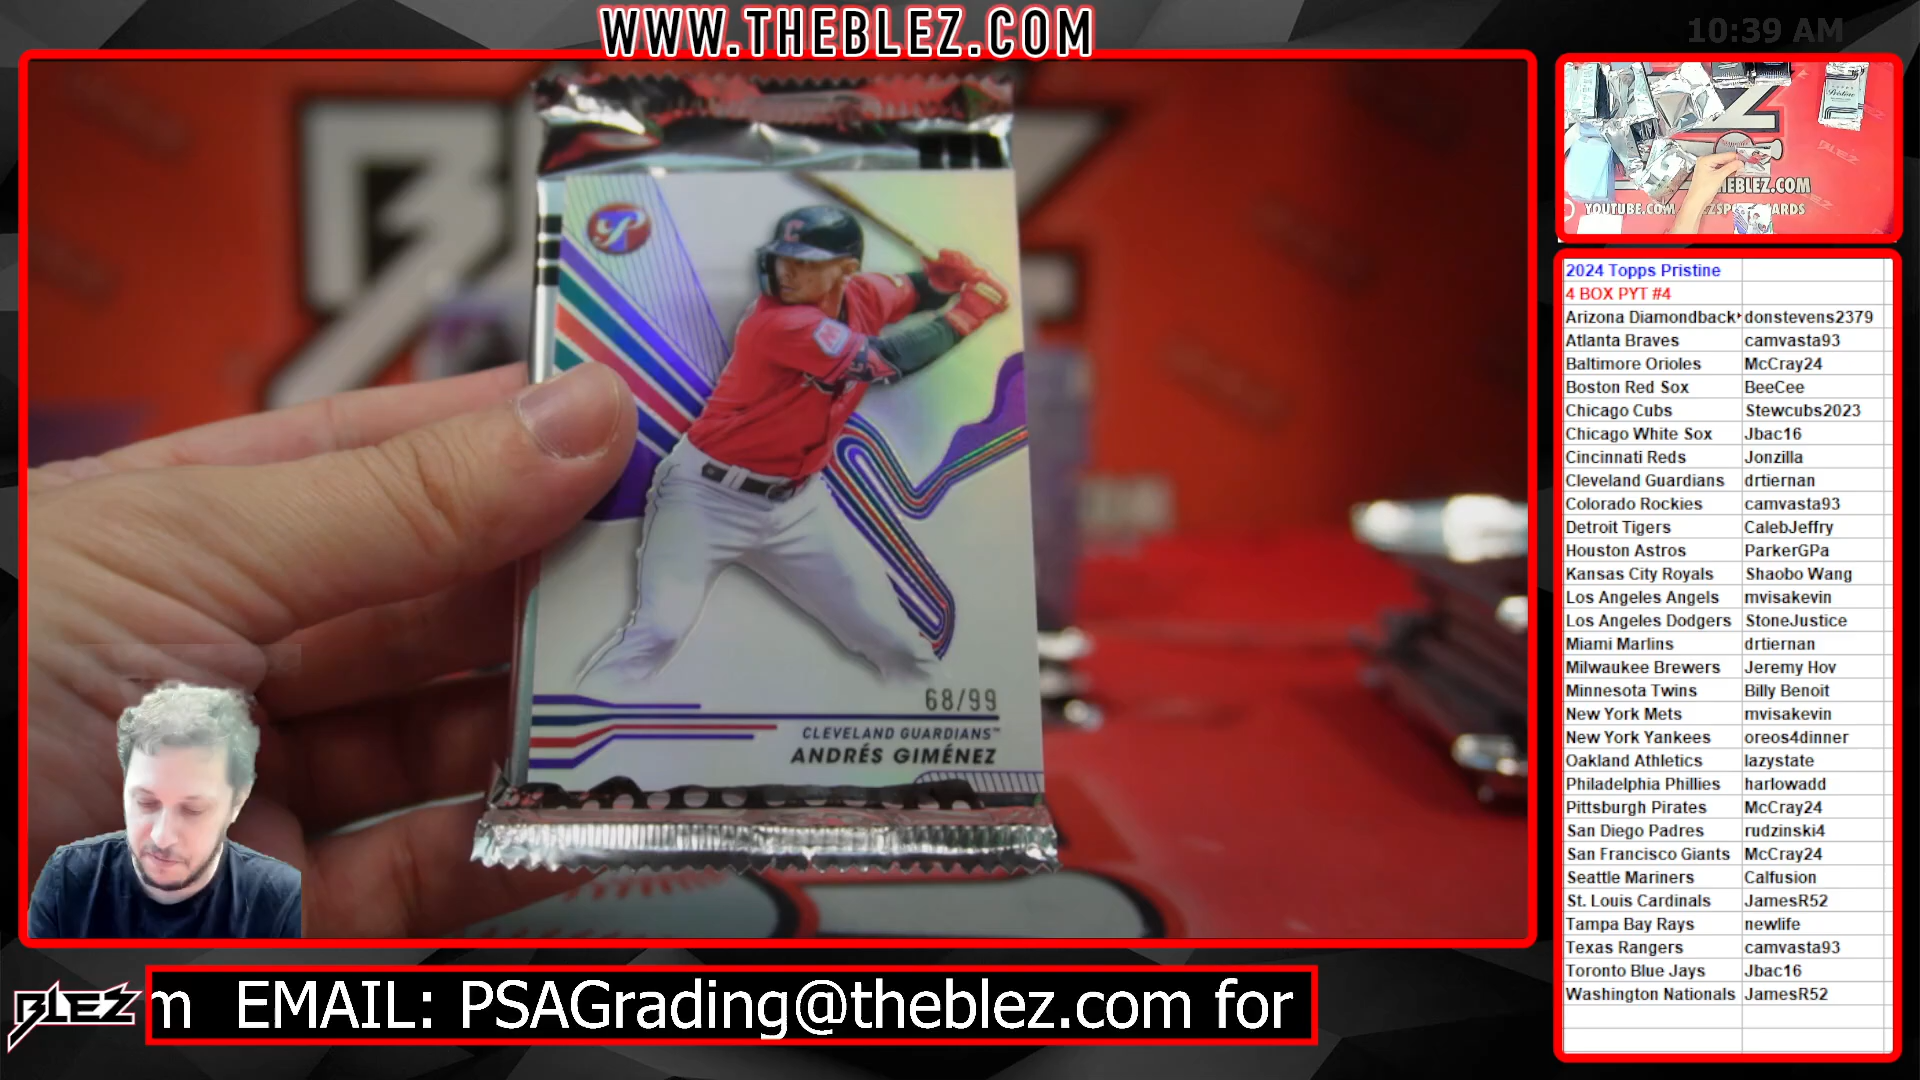 WWW.THEBLEZ.COM
10:39 AM
68/99
CLEVELAND GUARDIANS™
ANDRÉS GIMÉNEZ
BLEZ
m EMAIL: PSAGrading@theblez.com for
BLEZ
YOUTUBE.COM
2024 Topps Pristine
4 BOX PYT #4
Arizona Diamondback donstevens2379
Atlanta Braves camvasta93
Baltimore Orioles McCray24
Boston Red Sox BeeCee
Chicago Cubs Stewcubs2023
Chicago White Sox Jbac16
Cincinnati Reds Jonzilla
Cleveland Guardians drtiernan
Colorado Rockies camvasta93
Detroit Tigers CalebJeffry
Houston Astros ParkerGPa
Kansas City Royals Shaobo Wang
Los Angeles Angels mvisakevin
Los Angeles Dodgers StoneJustice
Miami Marlins drtiernan
Milwaukee Brewers Jeremy Hov
Minnesota Twins Billy Benoit
New York Mets mvisakevin
New York Yankees oreos4dinner
Oakland Athletics lazystate
Philadelphia Phillies harlowadd
Pittsburgh Pirates McCray24
San Diego Padres rudzinski4
San Francisco Giants McCray24
Seattle Mariners Calfusion
St. Louis Cardinals JamesR52
Tampa Bay Rays newlife
Texas Rangers camvasta93
Toronto Blue Jays Jbac16
Washington Nationals JamesR52